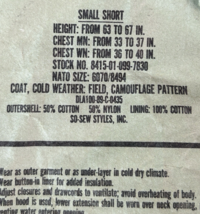 SMALL SHORT
HEIGHT: FROM 63 TO 67 IN.
CHEST MN: FROM 33 TO 37 IN.
CHEST WN: FROM 36 TO 40 IN.
STOCK NO. 8415-01-099-7830
NATO SIZE: 6070/8494
COAT, COLD WEATHER: FIELD, CAMOUFLAGE PATTERN
DLA100-89-C-0435
OUTERSHELL: 50% COTTON 50% NYLON LINING: 100% COTTON
SO-SEW STYLES, INC.
Wear as outer garment or as under-layer in cold dry climate.
Wear button-in liner for added insulation.
Adjust closures and drawcords to ventilate; avoid overheating of body.
When hood is used, lower extension shall be worn over neck opening,